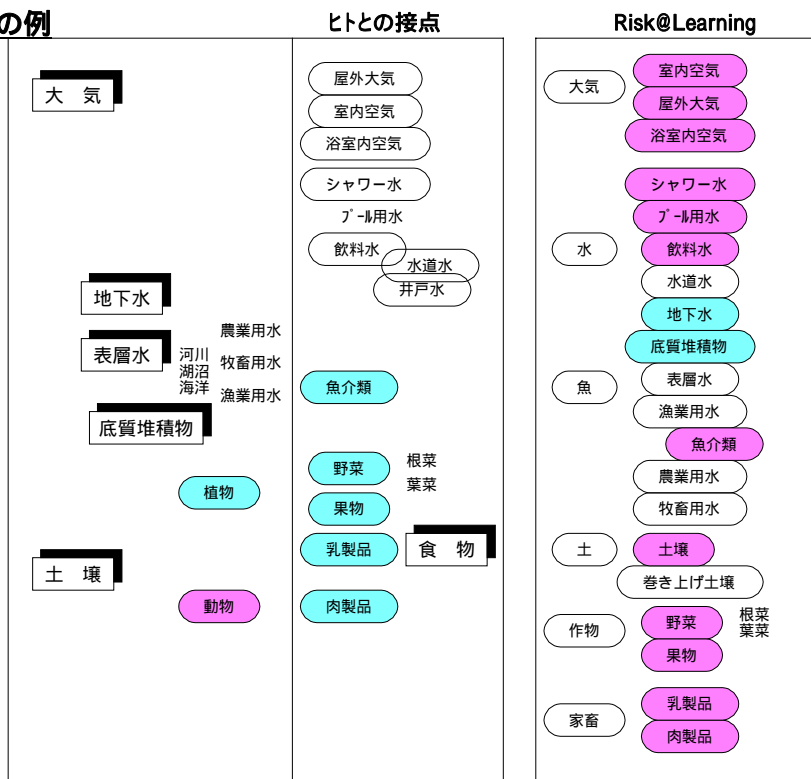 の例
ヒトとの接点
Risk@Learning
大 気
地下水
表層水
河川
湖沼
海洋
農業用水
牧畜用水
漁業用水
底質堆積物
植物
土 壌
動物
屋外大気
室内空気
浴室内空気
シャワー水
プール用水
飲料水
水道水
井戸水
魚介類
野菜
根菜
葉菜
果物
乳製品
食 物
肉製品
大気
室内空気
屋外大気
浴室内空気
シャワー水
プール用水
水
飲料水
水道水
地下水
底質堆積物
魚
表層水
漁業用水
魚介類
農業用水
牧畜用水
土
土壌
巻き上げ土壌
作物
野菜
根菜
葉菜
果物
家畜
乳製品
肉製品